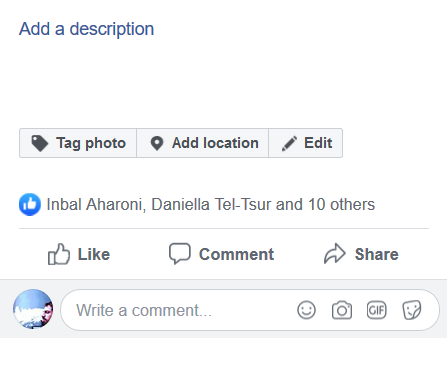 Add a description
Tag photo Add location Edit
Inbal Aharoni, Daniella Tel-Tsur and 10 others
Like Comment Share
Write a comment... GIF